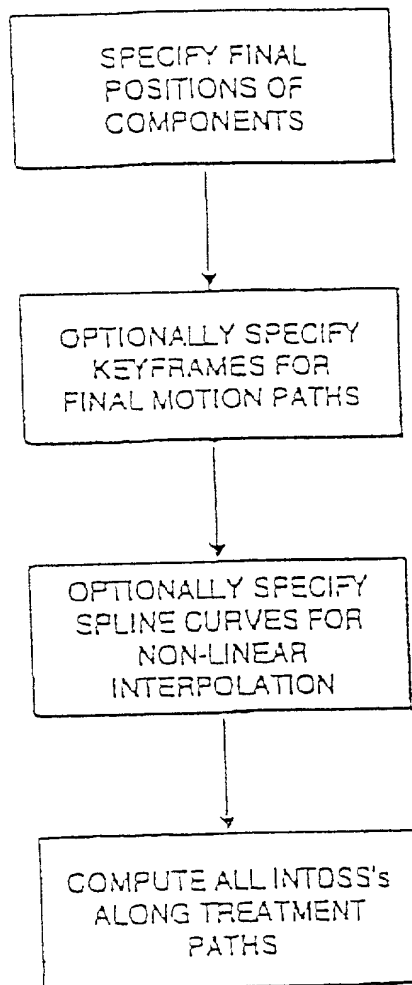 SPECIFY FINAL
POSITIONS OF
COMPONENTS
OPTIONALLY SPECIFY
KEYFRAMES FOR
FINAL MOTION PATHS
OPTIONALLY SPECIFY
SPLINE CURVES FOR
NON-LINEAR
INTERPOLATION
COMPUTE ALL INTDSS's
ALONG TREATMENT
PATHS